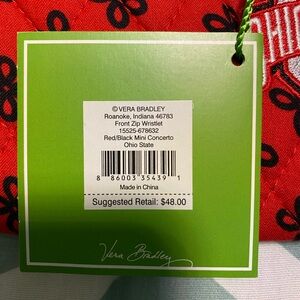 OHIO
© VERA BRADLEY
Roanoke, Indiana 46783
Front Zip Wristlet
15525-678632
Red/Black Mini Concerto
Ohio State
8 86003 35439 1
Made in China
Suggested Retail: $48.00
Vera Bradley